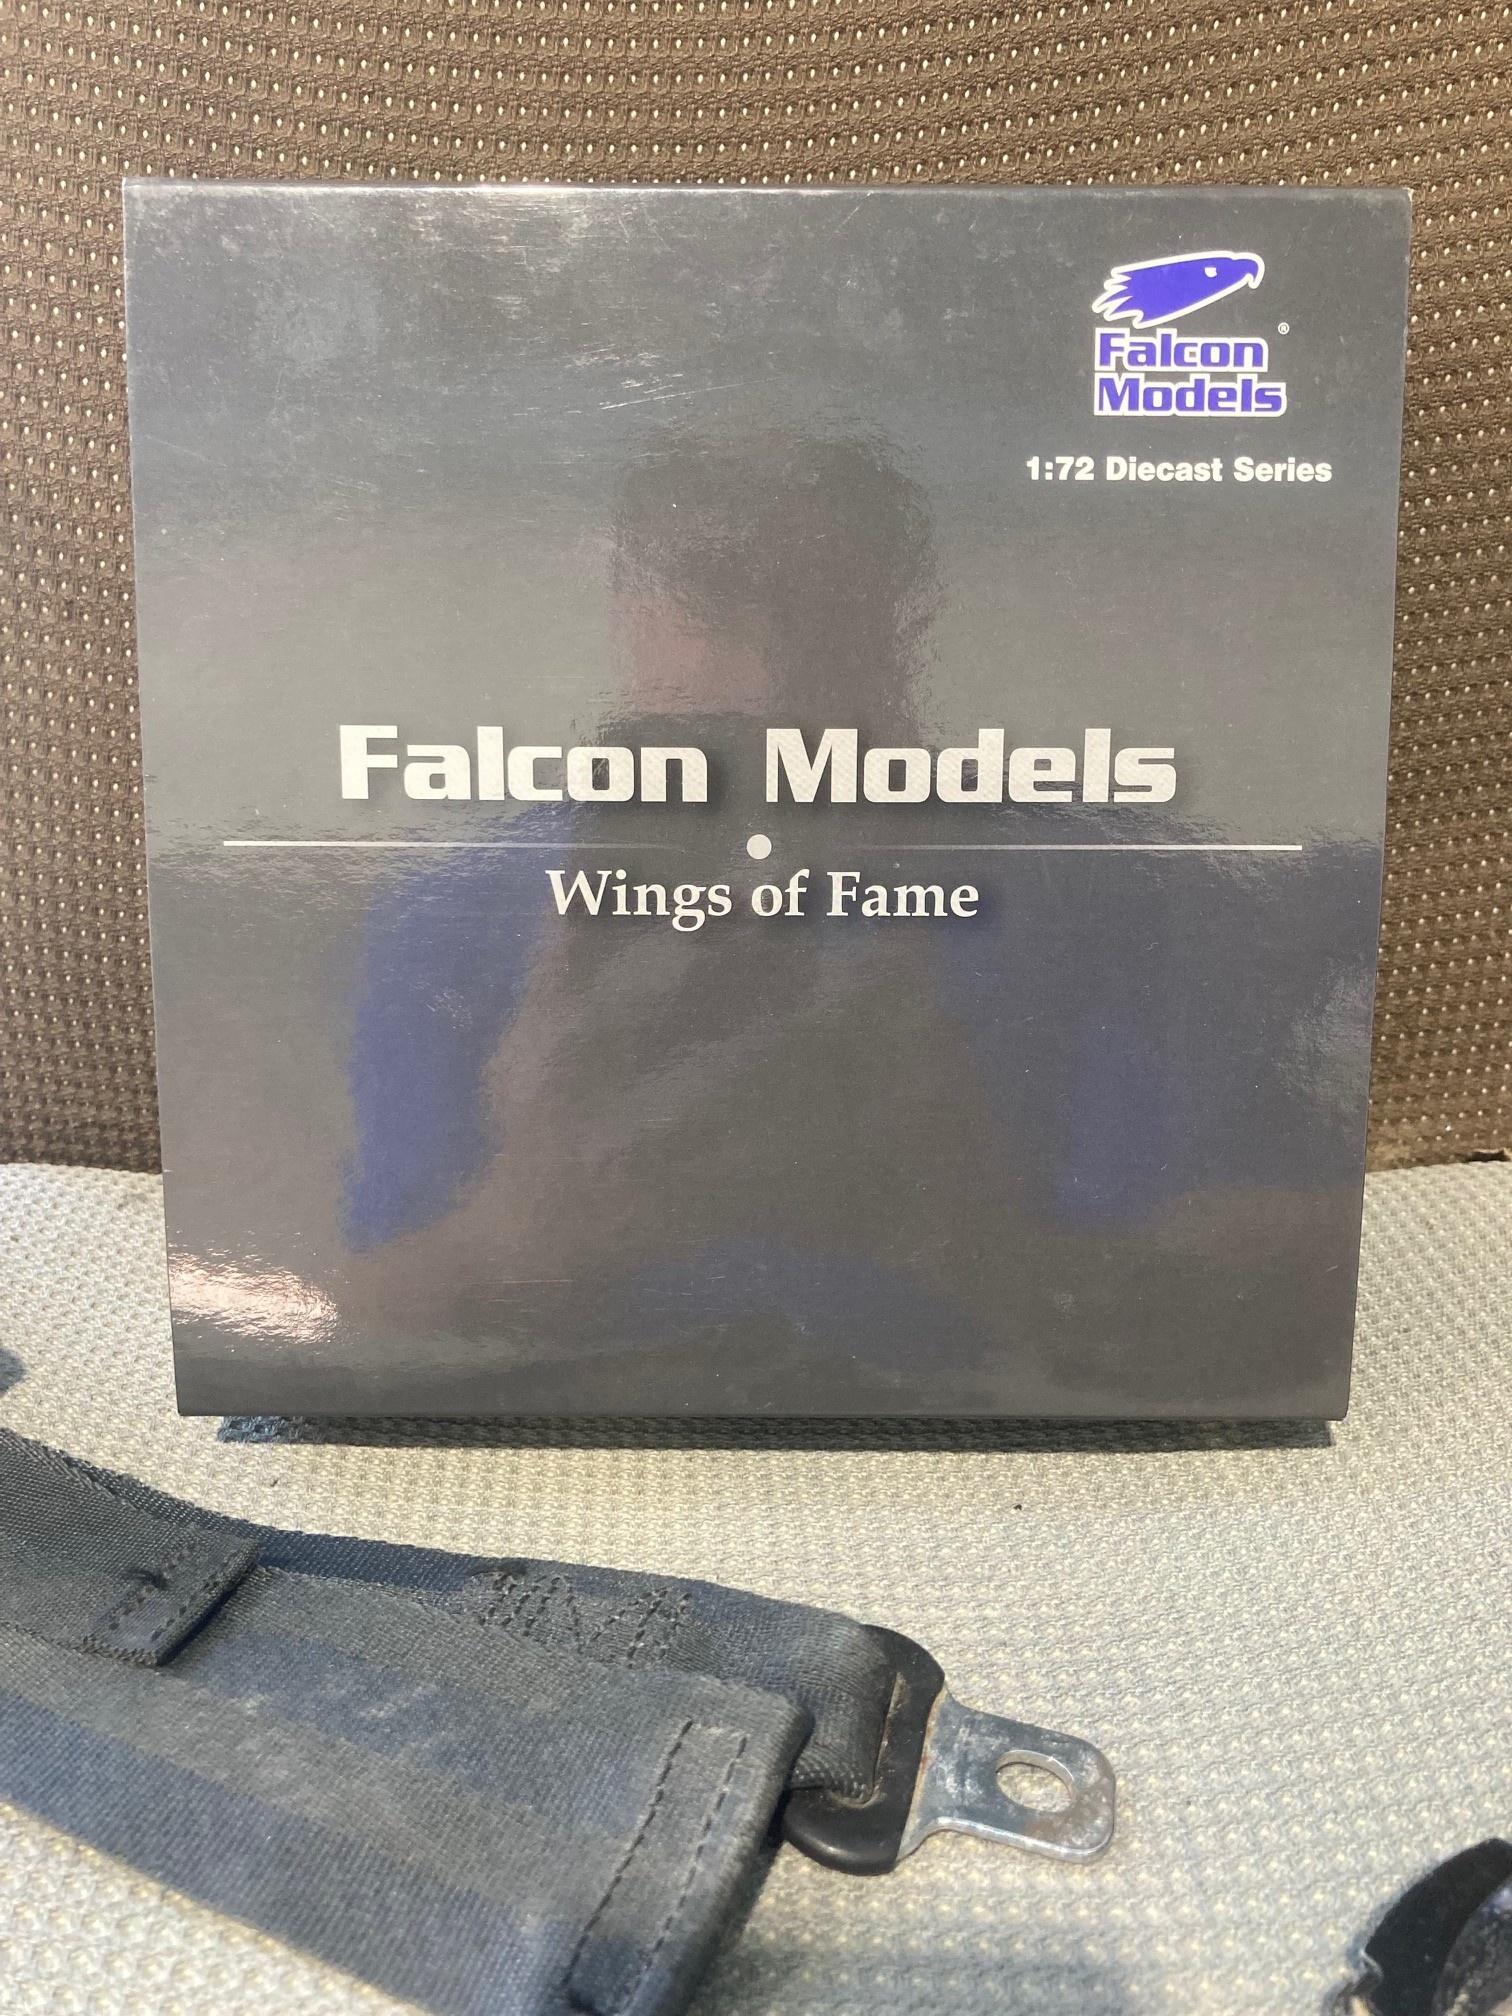 Falcon ®
Models
1:72 Diecast Series
Falcon Models
Wings of Fame